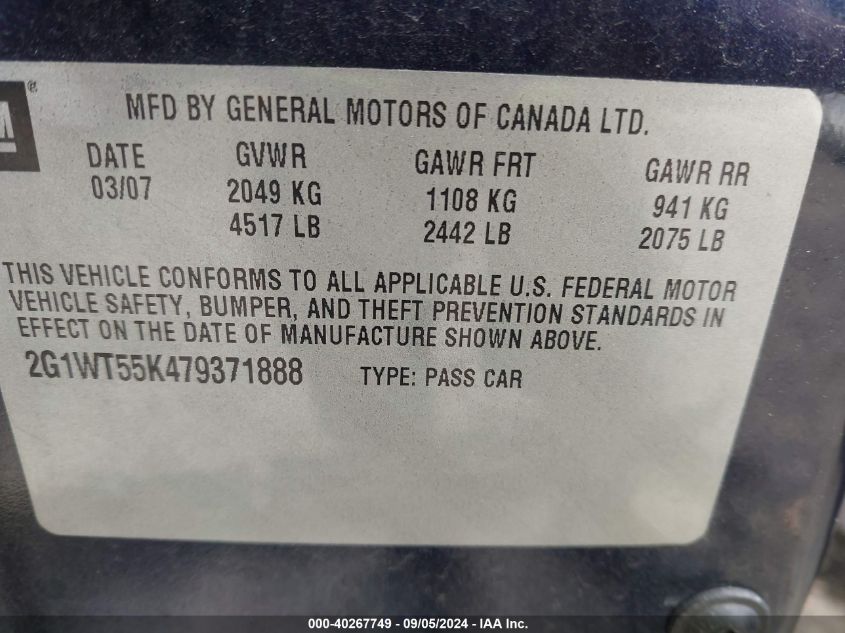 M ®
MFD BY GENERAL MOTORS OF CANADA LTD.
DATE GVWR GAWR FRT GAWR RR
03/07 2049 KG 1108 KG 941 KG
4517 LB 2442 LB 2075 LB
THIS VEHICLE CONFORMS TO ALL APPLICABLE U.S. FEDERAL MOTOR
VEHICLE SAFETY, BUMPER, AND THEFT PREVENTION STANDARDS IN
EFFECT ON THE DATE OF MANUFACTURE SHOWN ABOVE.
2G1WT55K479371888 TYPE: PASS CAR
000-40267749 - 09/05/2024 - IAA Inc.